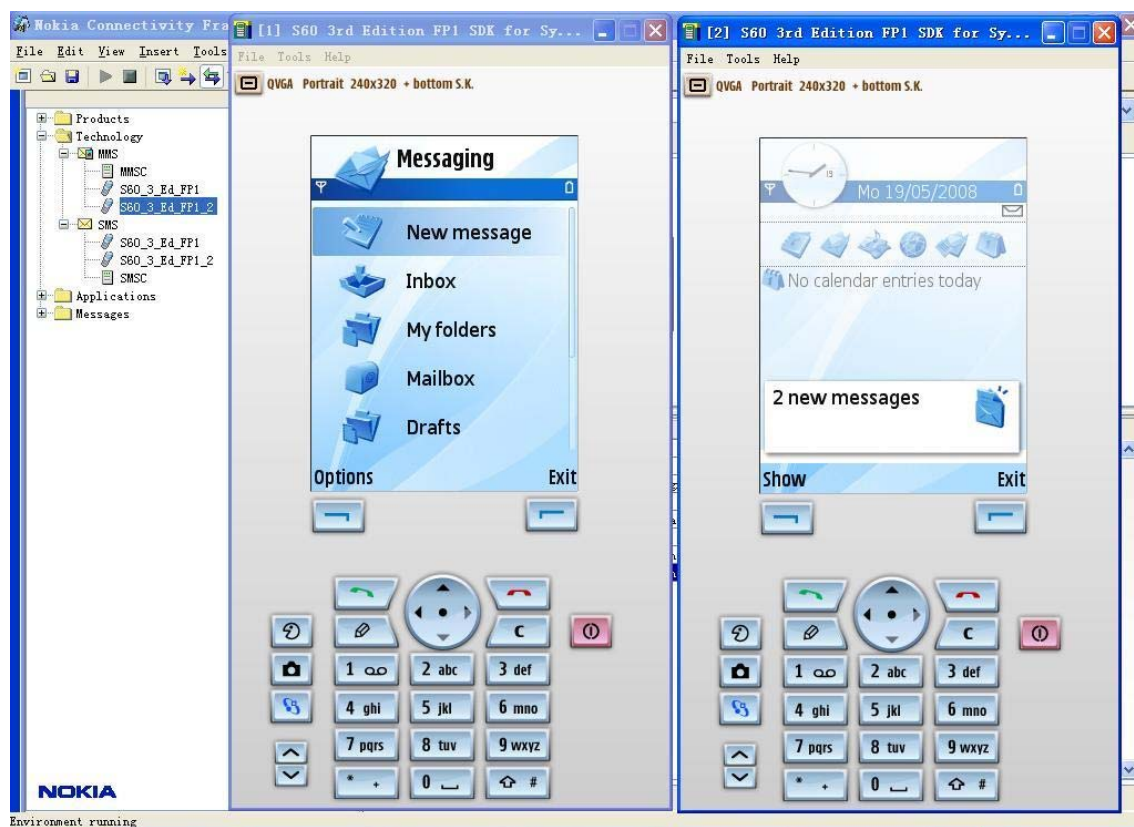 Nokia Connectivity Fra
File Edit View Insert Tools
Products
Technology
MMS
MMSC
S60_3_Ed_FP1
S60_3_Ed_FP1_2
SMS
S60_3_Ed_FP1
S60_3_Ed_FP1_2
SMSC
Applications
Messages
NOKIA
Environment running
[1] S60 3rd Edition FP1 SDK for Sy...
File Tools Help
QVGA Portrait 240x320 + bottom S.K.
Messaging
New message
Inbox
My folders
Mailbox
Drafts
Options Exit
C
1 2 abc 3 def
4 ghi 5 jkl 6 mno
7 pqrs 8 tuv 9 wxyz
* + 0 #
[2] S60 3rd Edition FP1 SDK for Sy...
File Tools Help
QVGA Portrait 240x320 + bottom S.K.
19
Mo 19/05/2008
No calendar entries today
2 new messages
Show Exit
C
1 2 abc 3 def
4 ghi 5 jkl 6 mno
7 pqrs 8 tuv 9 wxyz
* + 0 #